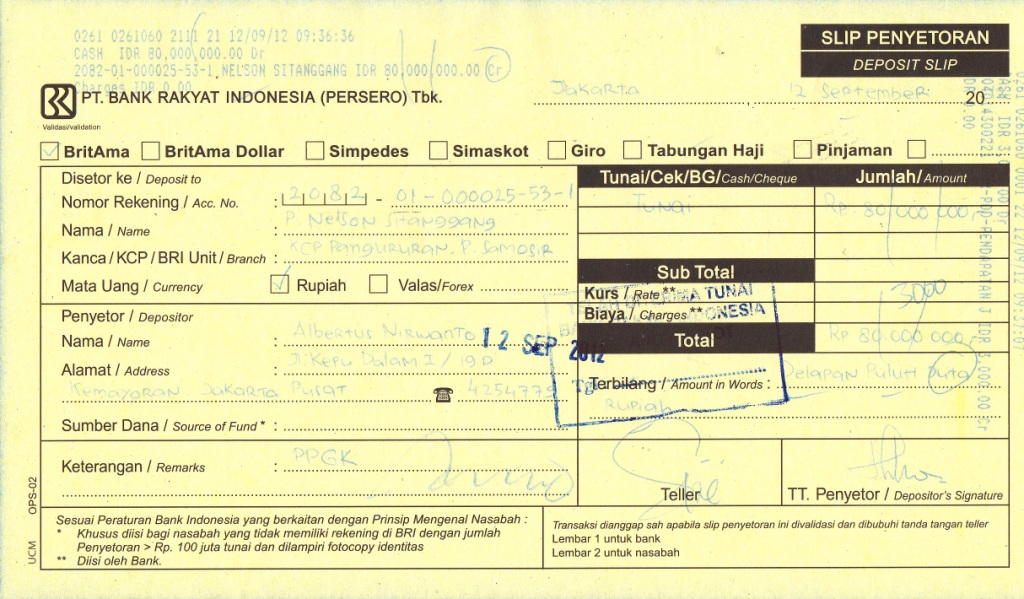 0261 0261060 2111 21 12/09/12 09:36:36
CASH IDR 80,000,000.00 Dr
2082-01-000025-53-1 NELSON SITANGGANG IDR 80,000,000.00 Cr
Charges IDR 0.00
SLIP PENYETORAN
DEPOSIT SLIP
PT. BANK RAKYAT INDONESIA (PERSERO) Tbk.
Jakarta 12 September 20
Validasi/validation
BritAma BritAma Dollar Simpedes Simaskot Giro Tabungan Haji Pinjaman
Disetor ke / Deposit to
Nomor Rekening / Acc. No. : 2082 - 01-000025-53-1
Nama / Name : P. Nelson Sitanggang
Kanca/KCP/BRI Unit/Branch : KCP Pangururan. P. Samosir
Mata Uang / Currency : Rupiah Valas/Forex
Penyetor / Depositor
Nama / Name : Albertus Nirwanto
Alamat / Address : Jl. Kepu Dalam I / 19 D
Kemayoran Jakarta Pusat 4254779
Sumber Dana / Source of Fund * :
Keterangan / Remarks : PPGK
Tunai/Cek/BG/Cash/Cheque Jumlah/Amount
Tunai Rp. 80.000.000
Sub Total
Kurs / Rate ** 3000
Biaya / Charges **
Total Rp 80.000.000
TERIMA TUNAI
12 SEP 2012
Terbilang / Amount in Words : Delapan Puluh Juta
Rupiah
Teller
TT. Penyetor / Depositor's Signature
OPS-02
UCM
Sesuai Peraturan Bank Indonesia yang berkaitan dengan Prinsip Mengenal Nasabah :
* Khusus diisi bagi nasabah yang tidak memiliki rekening di BRI dengan jumlah
Penyetoran > Rp. 100 juta tunai dan dilampiri fotocopy identitas
** Diisi oleh Bank.
Transaksi dianggap sah apabila slip penyetoran ini divalidasi dan dibubuhi tanda tangan teller
Lembar 1 untuk bank
Lembar 2 untuk nasabah